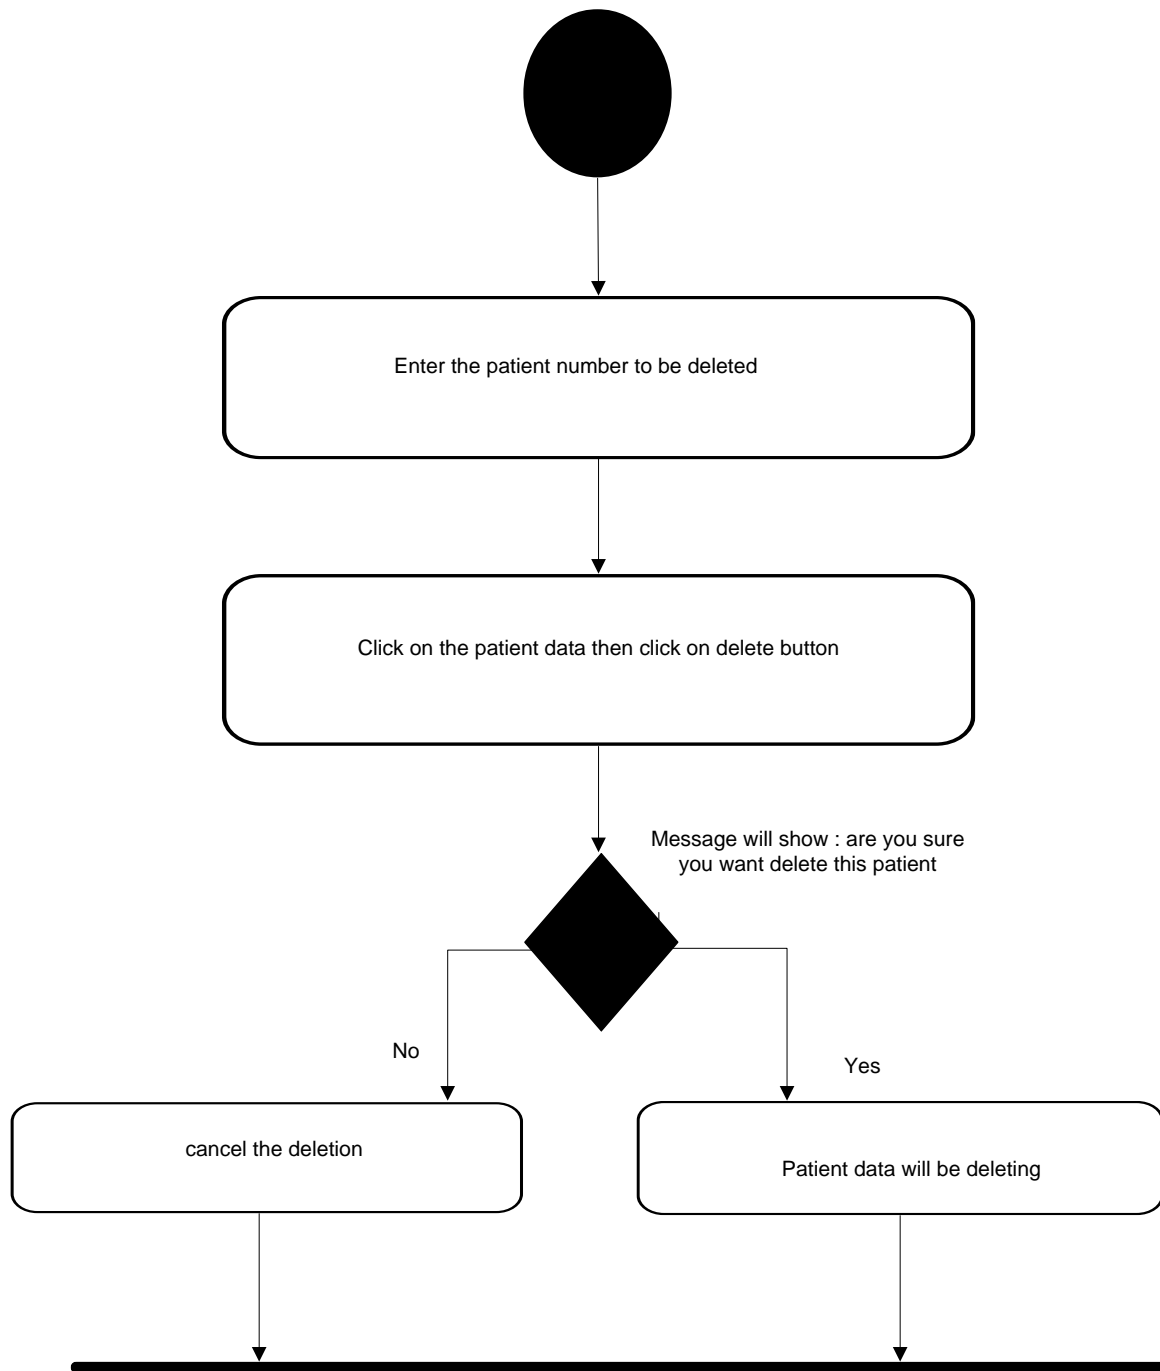 Enter the patient number to be deleted
Click on the patient data then click on delete button
Message will show : are you sure
you want delete this patient
No
Yes
cancel the deletion
Patient data will be deleting